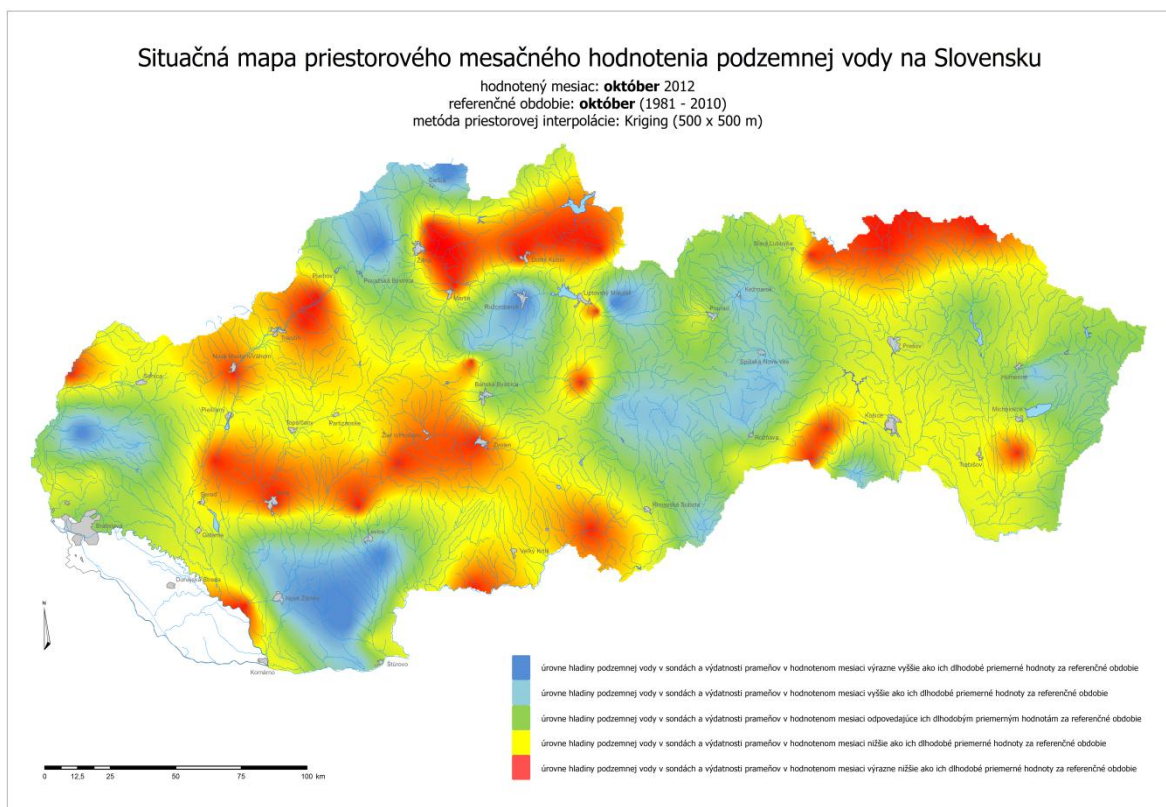 Situačná mapa priestorového mesačného hodnotenia podzemnej vody na Slovensku
hodnotený mesiac: október 2012
referenčné obdobie: október (1981 - 2010)
metóda priestorovej interpolácie: Kriging (500 x 500 m)
Čadca
Stará Ľubovňa
Žilina
Dolný Kubín
Púchov
Považská Bystrica
Martin
Ružomberok
Liptovský Mikuláš
Kežmarok
Poprad
Trenčín
Prešov
Nové Mesto n/Váhom
Spišská Nová Ves
Senica
Banská Bystrica
Humenné
Piešťany
Partizánske
Topoľčany
Michalovce
Košice
Žiar n/Hronom
Zvolen
Rožňava
Trebišov
Sereď
Rimavská Sobota
Bratislava
Galanta
Levice
Veľký Krtíš
Dunajská Streda
Nové Zámky
Štúrovo
Komárno
N
úrovne hladiny podzemnej vody v sondách a výdatnosti prameňov v hodnotenom mesiaci výrazne vyššie ako ich dlhodobé priemerné hodnoty za referenčné obdobie
úrovne hladiny podzemnej vody v sondách a výdatnosti prameňov v hodnotenom mesiaci vyššie ako ich dlhodobé priemerné hodnoty za referenčné obdobie
úrovne hladiny podzemnej vody v sondách a výdatnosti prameňov v hodnotenom mesiaci odpovedajúce ich dlhodobým priemerným hodnotám za referenčné obdobie
úrovne hladiny podzemnej vody v sondách a výdatnosti prameňov v hodnotenom mesiaci nižšie ako ich dlhodobé priemerné hodnoty za referenčné obdobie
úrovne hladiny podzemnej vody v sondách a výdatnosti prameňov v hodnotenom mesiaci výrazne nižšie ako ich dlhodobé priemerné hodnoty za referenčné obdobie
0 12,5 25 50 75 100 km